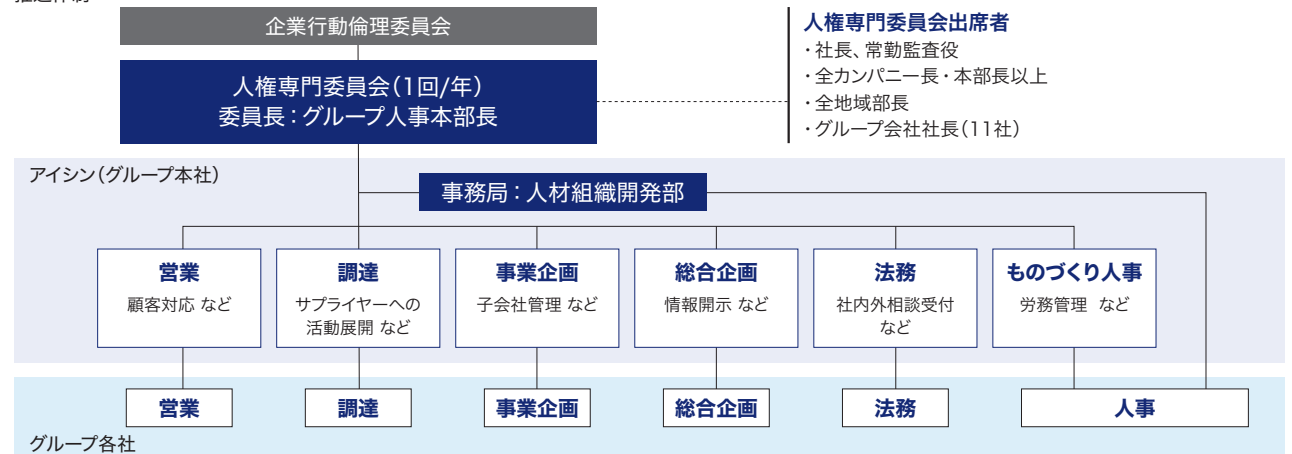 企業行動倫理委員会
人権専門委員会(1回/年)
委員長:グループ人事本部長
人権専門委員会出席者
・社長、常勤監査役
・全カンパニー長・本部長以上
・全地域部長
・グループ会社社長(11社)
アイシン(グループ本社)
事務局:人材組織開発部
営業
顧客対応 など
調達
サプライヤーへの
活動展開 など
事業企画
子会社管理 など
総合企画
情報開示 など
法務
社内外相談受付
など
ものづくり人事
労務管理 など
営業
調達
事業企画
総合企画
法務
人事
グループ各社